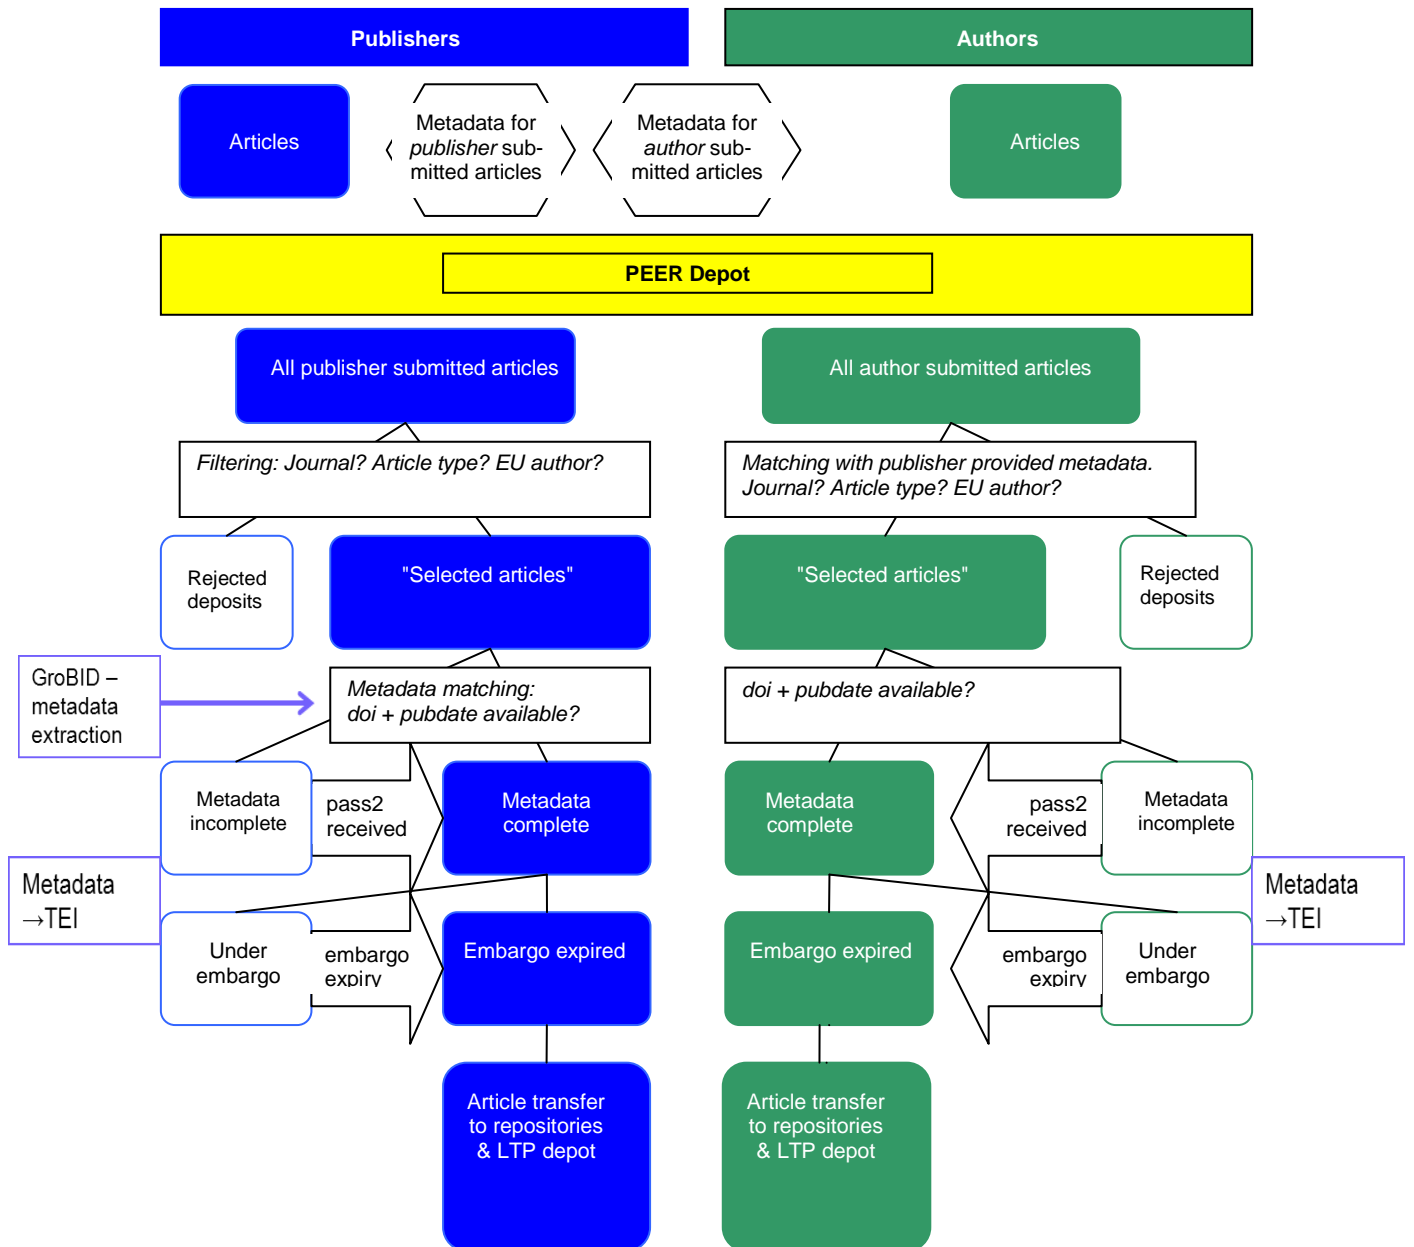 Publishers
Authors
Articles
Metadata for
publisher sub-
mitted articles
Metadata for
author sub-
mitted articles
Articles
PEER Depot
All publisher submitted articles
All author submitted articles
Filtering: Journal? Article type? EU author?
Matching with publisher provided metadata.
Journal? Article type? EU author?
Rejected
deposits
"Selected articles"
"Selected articles"
Rejected
deposits
GroBID –
metadata
extraction
Metadata matching:
doi + pubdate available?
doi + pubdate available?
Metadata
incomplete
pass2
received
Metadata
complete
Metadata
complete
pass2
received
Metadata
incomplete
Metadata
→TEI
Metadata
→TEI
Under
embargo
embargo
expiry
Embargo expired
Embargo expired
embargo
expiry
Under
embargo
Article transfer
to repositories
& LTP depot
Article transfer
to repositories
& LTP depot